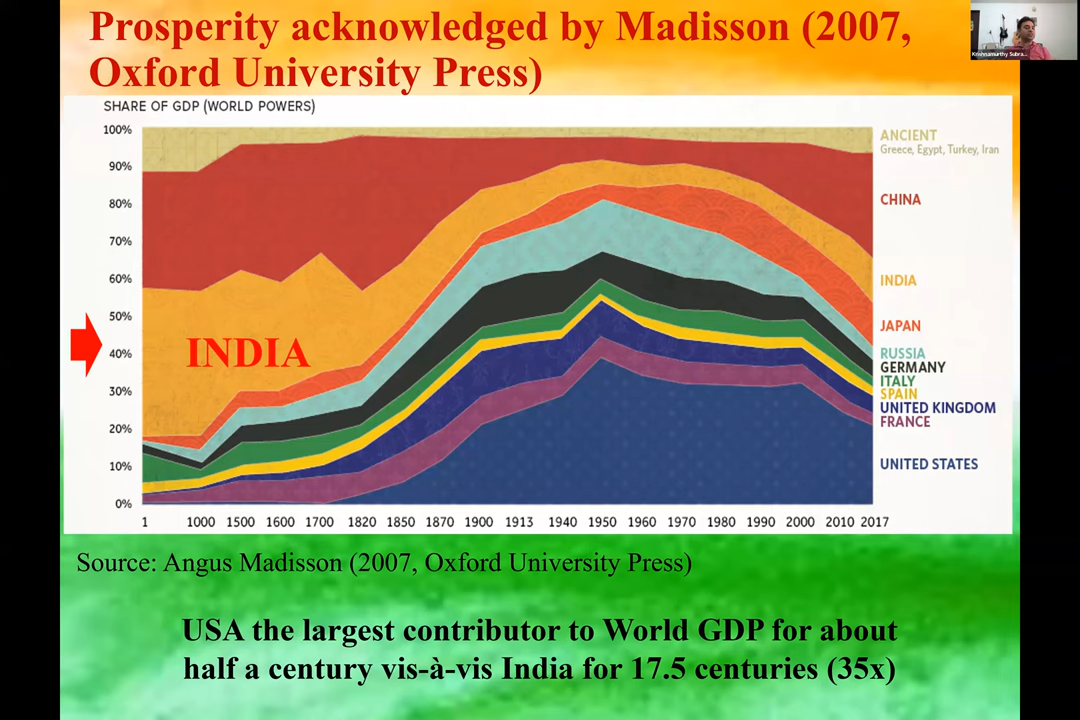 Prosperity acknowledged by Madisson (2007,
Oxford University Press)
Krishnamurthy Subra...
SHARE OF GDP (WORLD POWERS)
100%
90%
80%
70%
60%
50%
40%
30%
20%
10%
0%
INDIA
ANCIENT
Greece, Egypt, Turkey, Iran
CHINA
INDIA
JAPAN
RUSSIA
GERMANY
ITALY
SPAIN
UNITED KINGDOM
FRANCE
UNITED STATES
1 1000 1500 1600 1700 1820 1850 1870 1900 1913 1940 1950 1960 1970 1980 1990 2000 2010 2017
Source: Angus Madisson (2007, Oxford University Press)
USA the largest contributor to World GDP for about
half a century vis-à-vis India for 17.5 centuries (35x)